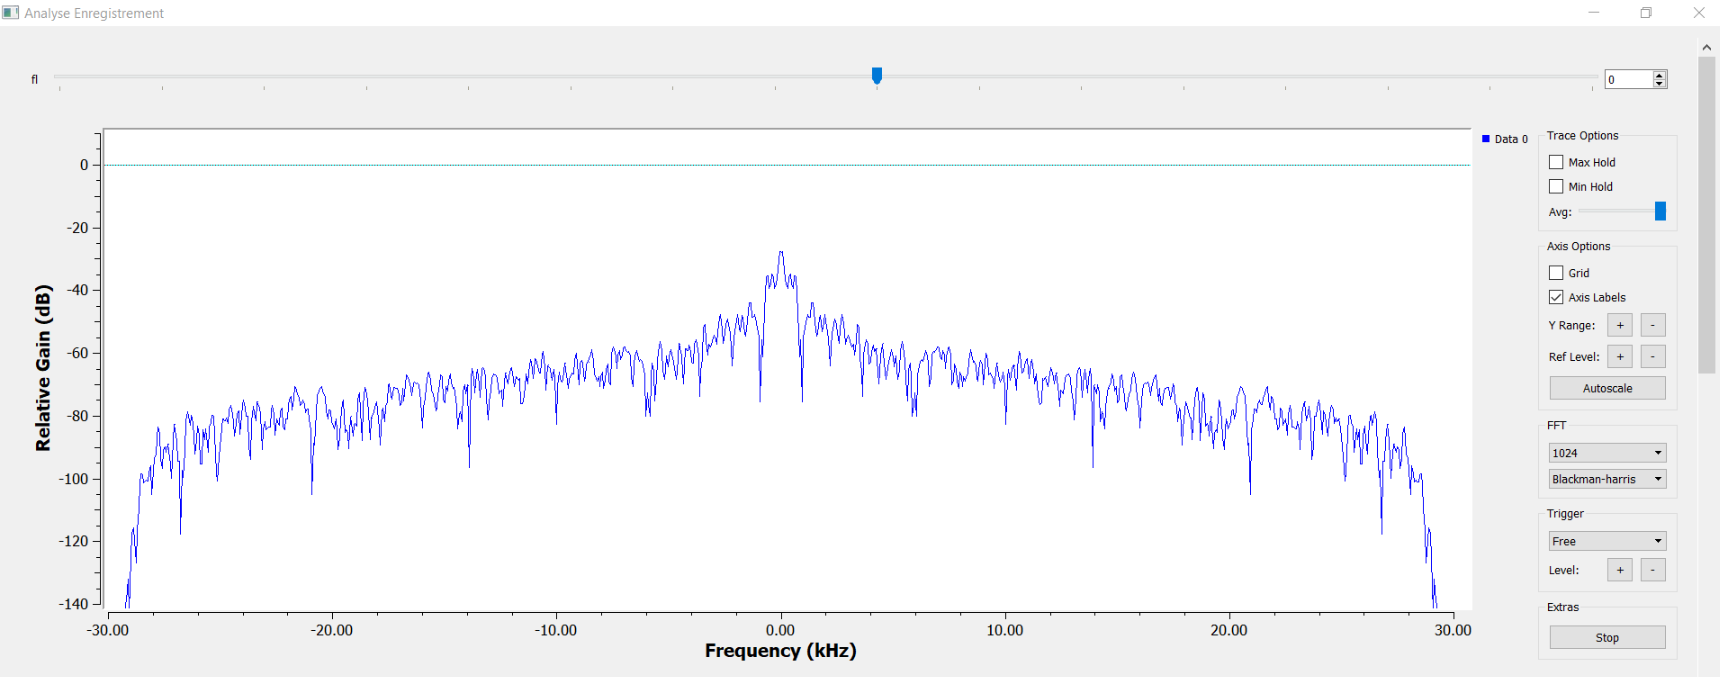 Analyse Enregistrement
fl
0
Data 0
Trace Options
Max Hold
Min Hold
Avg:
Axis Options
Grid
Axis Labels
Y Range: + -
Ref Level: + -
Autoscale
FFT
1024
Blackman-harris
Trigger
Free
Level: + -
Extras
Stop
Relative Gain (dB)
0
-20
-40
-60
-80
-100
-120
-140
-30.00 -20.00 -10.00 0.00 10.00 20.00 30.00
Frequency (kHz)